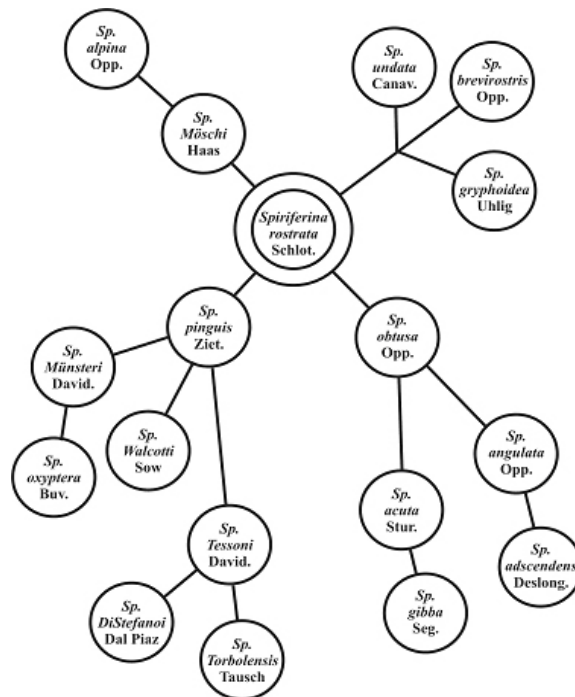 Sp.
alpina
Opp.
Sp.
undata
Canav.
Sp.
brevirostris
Opp.
Sp.
Möschi
Haas
Sp.
gryphoidea
Uhlig
Spiriferina
rostrata
Schlot.
Sp.
pinguis
Ziet.
Sp.
obtusa
Opp.
Sp.
Münsteri
David.
Sp.
Walcotti
Sow
Sp.
angulata
Opp.
Sp.
oxyptera
Buv.
Sp.
acuta
Stur.
Sp.
Tessoni
David.
Sp.
adscendens
Deslong.
Sp.
gibba
Seg.
Sp.
DiStefanoi
Dal Piaz
Sp.
Torbolensis
Tausch